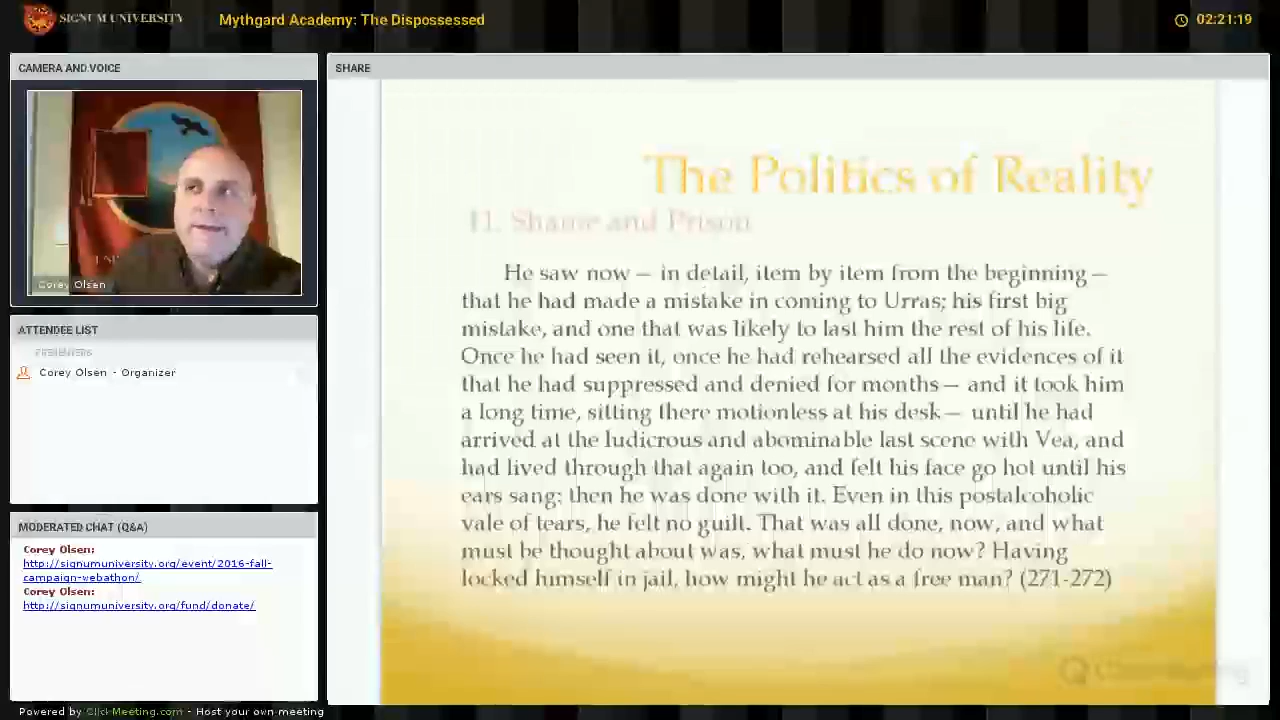 SIGNUM UNIVERSITY
Mythgard Academy: The Dispossessed
02:21:19
CAMERA AND VOICE
SHARE
Corey Olsen
The Politics of Reality
11. Shame and Prison
He saw now — in detail, item by item from the beginning —
that he had made a mistake in coming to Urras; his first big
mistake, and one that was likely to last him the rest of his life.
Once he had seen it, once he had rehearsed all the evidences of it
that he had suppressed and denied for months — and it took him
a long time, sitting there motionless at his desk — until he had
arrived at the ludicrous and abominable last scene with Vea, and
had lived through that again too, and felt his face go hot until his
ears sang: then he was done with it. Even in this postalcoholic
vale of tears, he felt no guilt. That was all done, now, and what
must be thought about was, what must he do now? Having
locked himself in jail, how might he act as a free man? (271-272)
ATTENDEE LIST
PRESENTERS
Corey Olsen - Organizer
MODERATED CHAT (Q&A)
Corey Olsen:
http://signumuniversity.org/event/2016-fall-
campaign-webathon/
Corey Olsen:
http://signumuniversity.org/fund/donate/
ClickMeeting
Powered by ClickMeeting.com - Host your own meeting